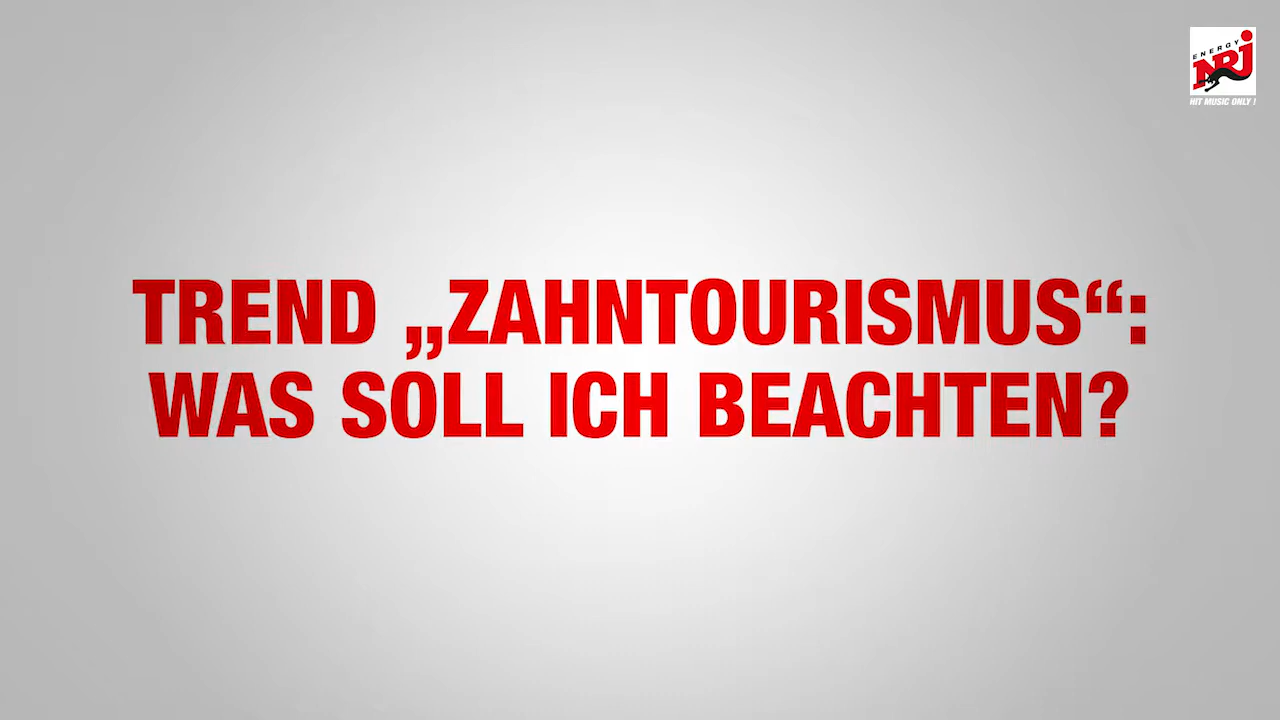 ENERGY
NRJ
HIT MUSIC ONLY !
TREND „ZAHNTOURISMUS“:
WAS SOLL ICH BEACHTEN?